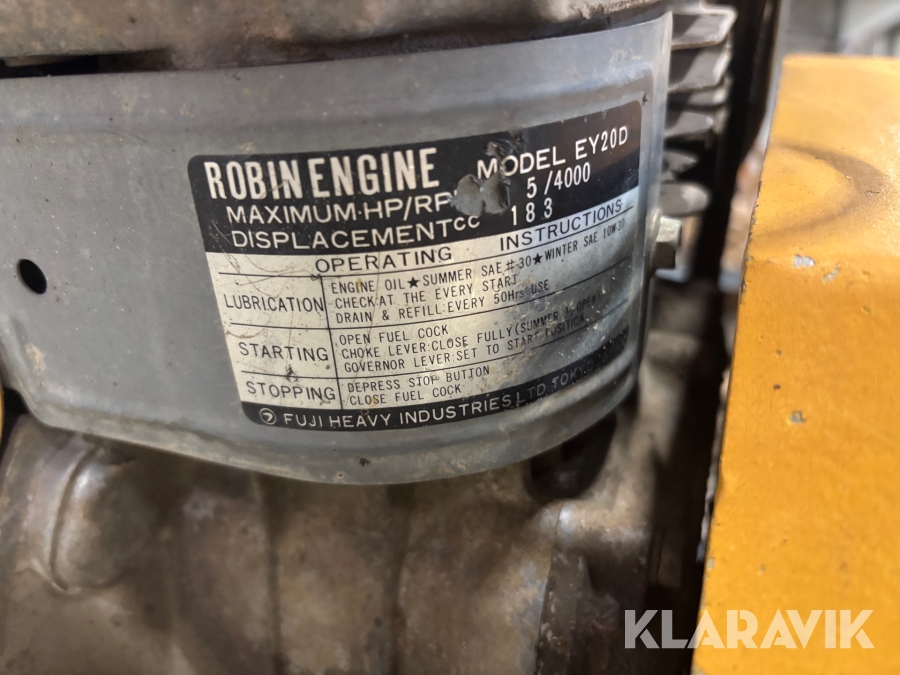 ROBIN ENGINE MODEL EY20D
MAXIMUM·HP/RP 5/4000
DISPLACEMENT CC 183
OPERATING INSTRUCTIONS
LUBRICATION
ENGINE OIL★SUMMER SAE#30★WINTER SAE 10W30
CHECK AT THE EVERY START
DRAIN & REFILL:EVERY 50Hrs USE
STARTING
OPEN FUEL COCK
CHOKE LEVER:CLOSE FULLY(SUMMER OPEN)
GOVERNOR LEVER:SET TO START POSITION
STOPPING
DEPRESS STOP BUTTON
CLOSE FUEL COCK
FUJI HEAVY INDUSTRIES LTD. TOKYO
KLARAVIK